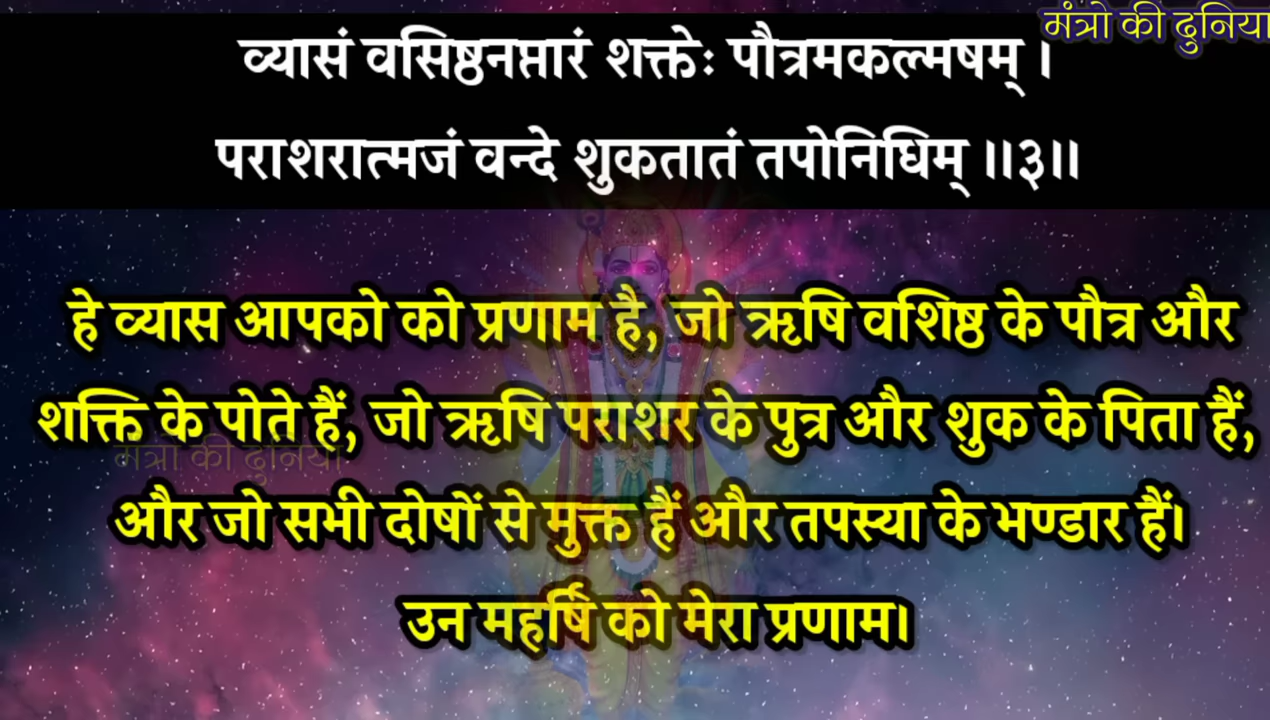 मंत्रो की दुनिया
व्यासं वसिष्ठनप्तारं शक्तेः पौत्रमकल्मषम् ।
पराशरात्मजं वन्दे शुकतातं तपोनिधिम् ॥३॥
हे व्यास आपको को प्रणाम है, जो ऋषि वशिष्ठ के पौत्र और
शक्ति के पोते हैं, जो ऋषि पराशर के पुत्र और शुक के पिता हैं,
मंत्रो की दुनिया
और जो सभी दोषों से मुक्त हैं और तपस्या के भण्डार हैं।
उन महर्षि को मेरा प्रणाम।